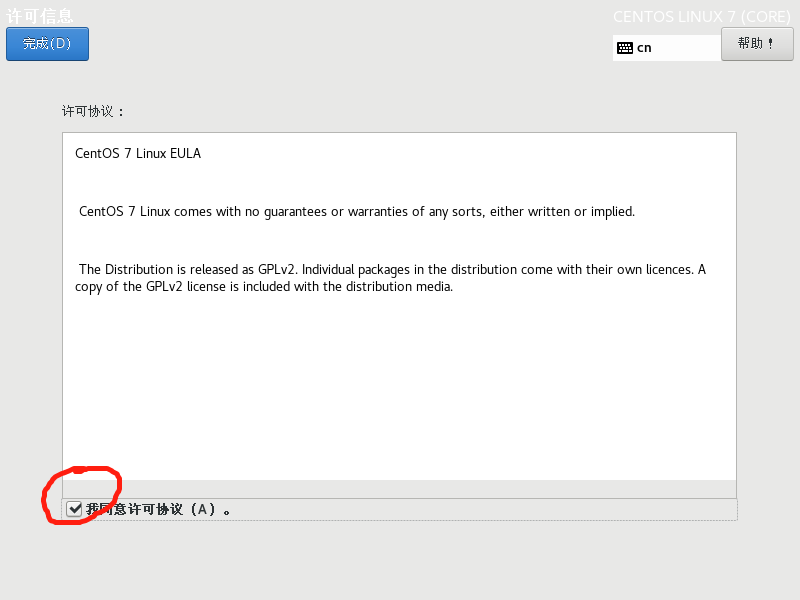 许可信息
CENTOS LINUX 7 (CORE)
完成(D)
cn
帮助！
许可协议：
CentOS 7 Linux EULA
CentOS 7 Linux comes with no guarantees or warranties of any sorts, either written or implied.
The Distribution is released as GPLv2. Individual packages in the distribution come with their own licences. A
copy of the GPLv2 license is included with the distribution media.
我同意许可协议（A）。